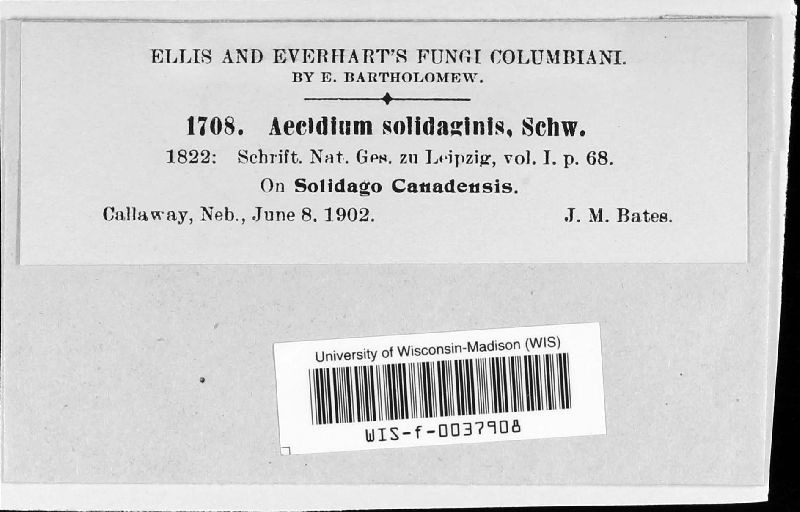 ELLIS AND EVERHART'S FUNGI COLUMBIANI.
BY E. BARTHOLOMEW.
1708. Aecidium solidaginis, Schw.
1822: Schrift. Nat. Ges. zu Leipzig, vol. I. p. 68.
On Solidago Canadensis.
Callaway, Neb., June 8, 1902. J. M. Bates.
University of Wisconsin-Madison (WIS)
WIS-f-0037908